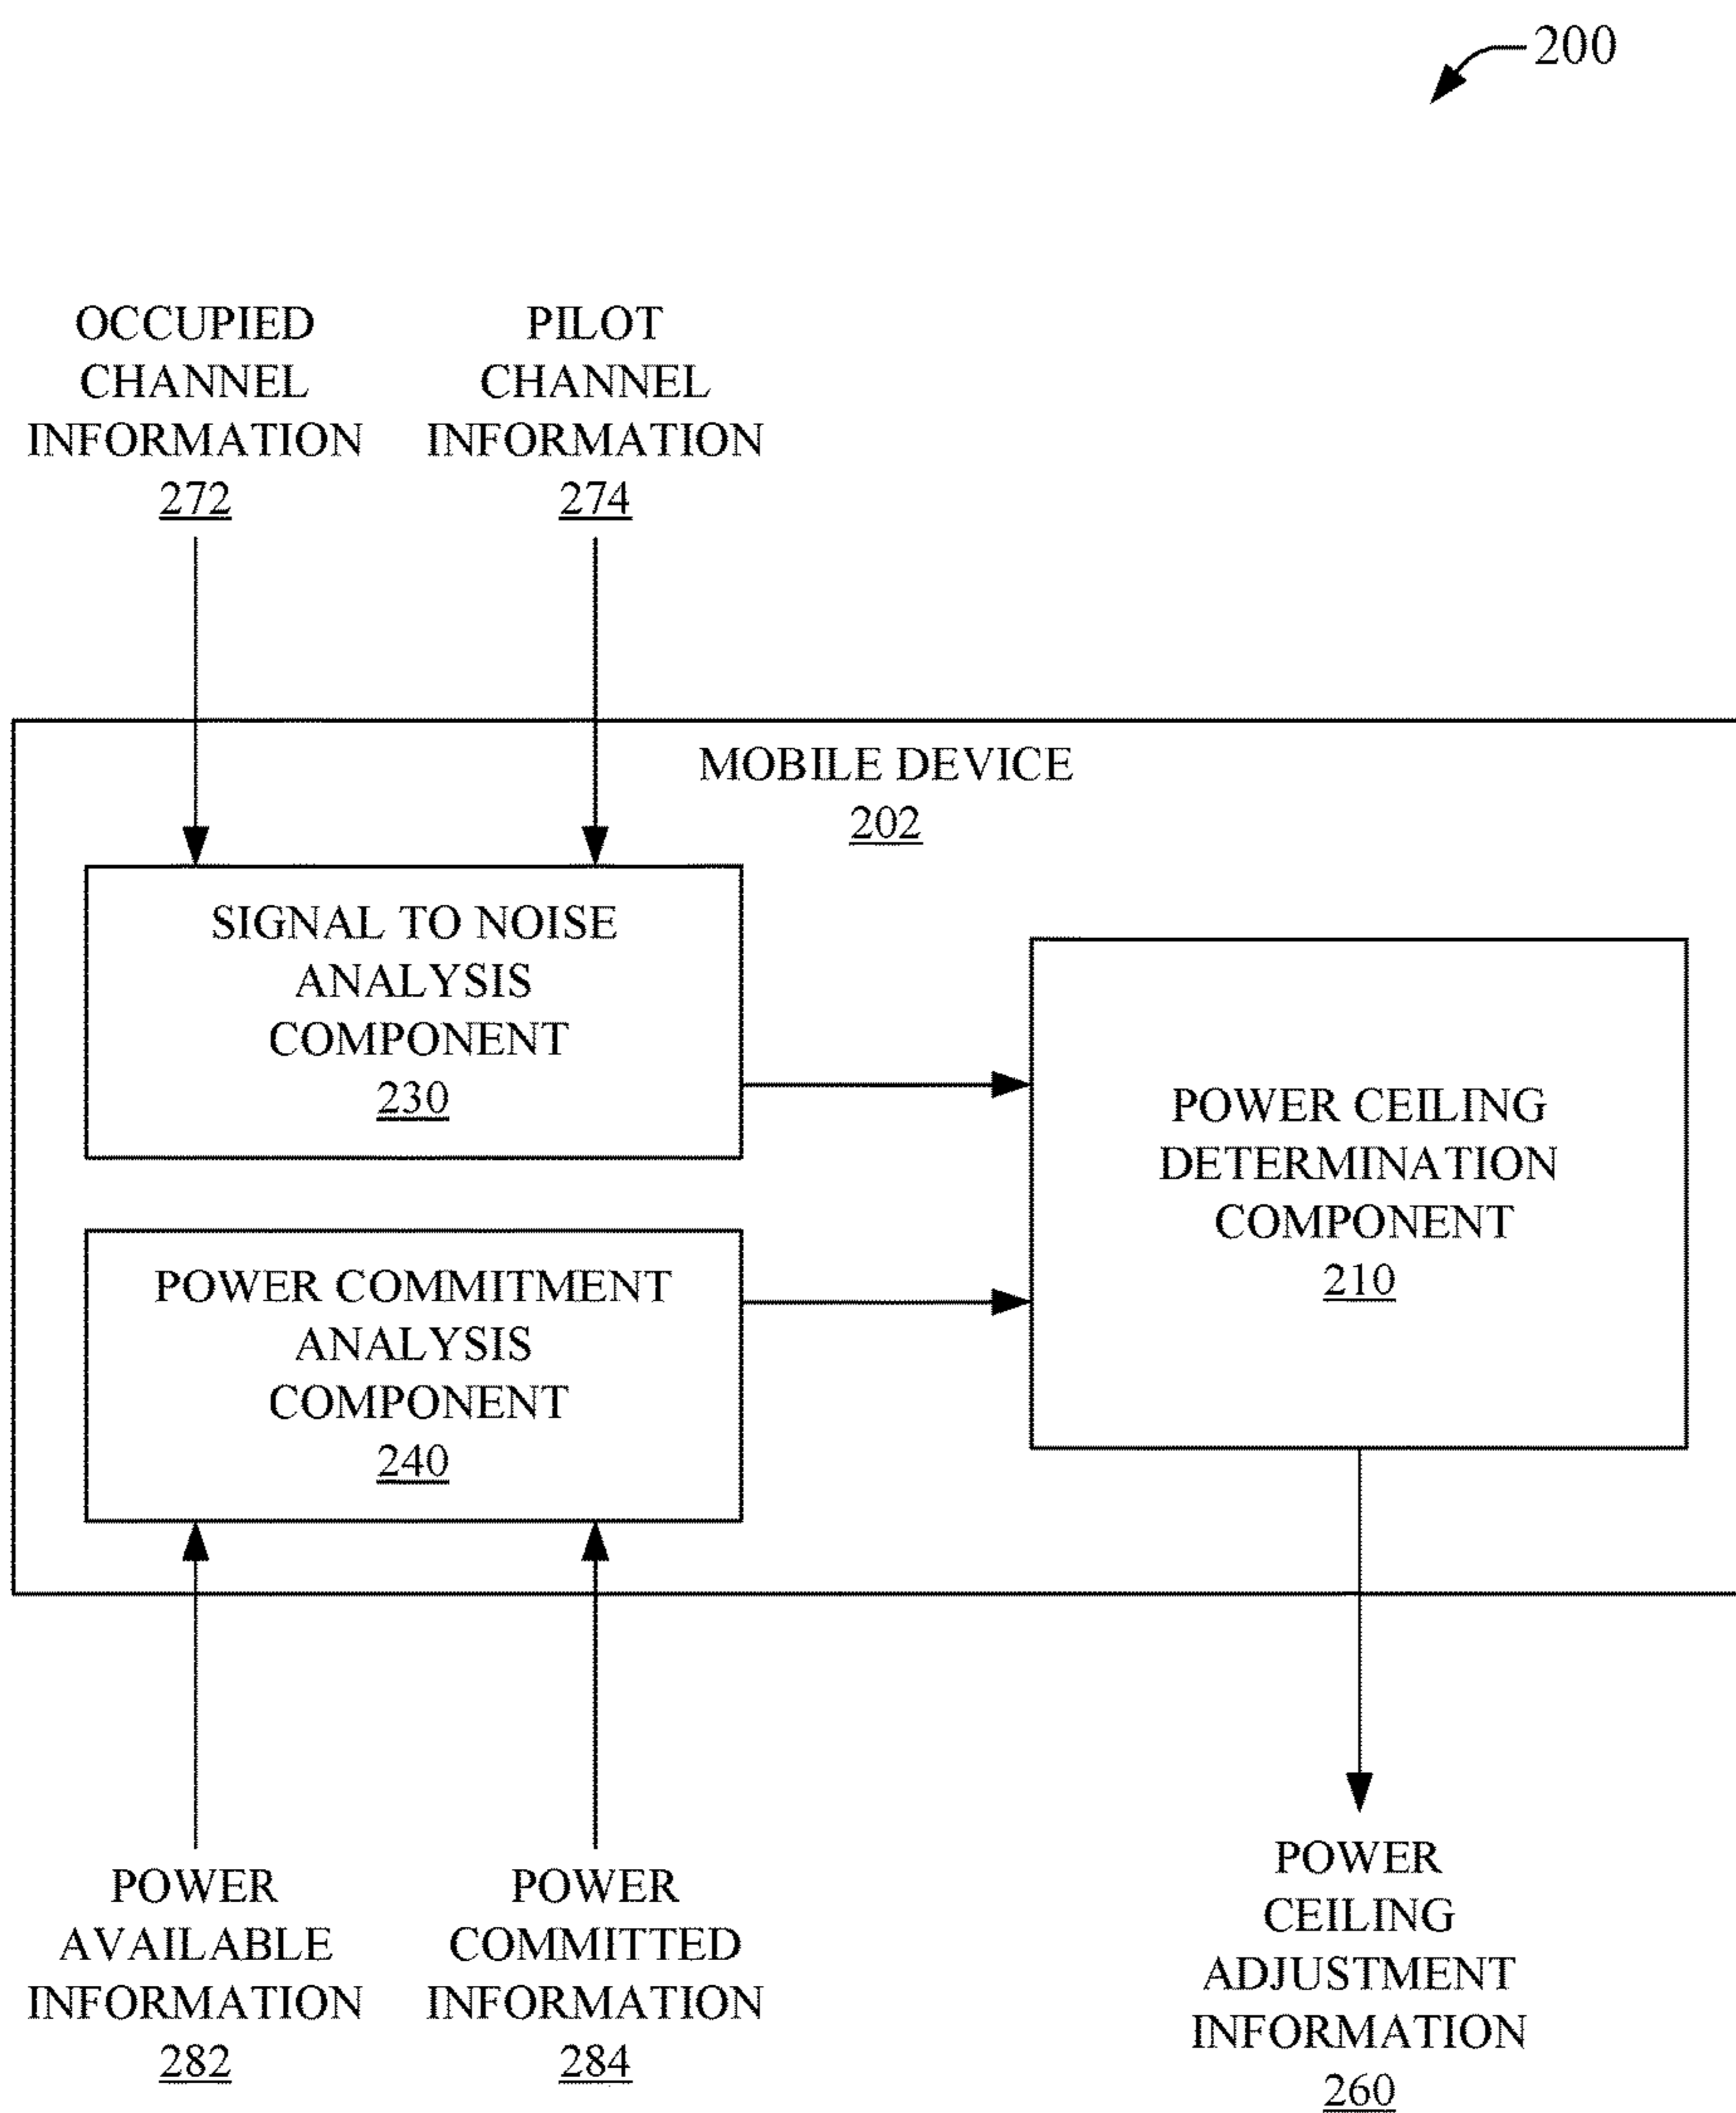 200
OCCUPIED
CHANNEL
INFORMATION
272
PILOT
CHANNEL
INFORMATION
274
MOBILE DEVICE
202
SIGNAL TO NOISE
ANALYSIS
COMPONENT
230
POWER CEILING
DETERMINATION
COMPONENT
210
POWER COMMITMENT
ANALYSIS
COMPONENT
240
POWER
AVAILABLE
INFORMATION
282
POWER
COMMITTED
INFORMATION
284
POWER
CEILING
ADJUSTMENT
INFORMATION
260